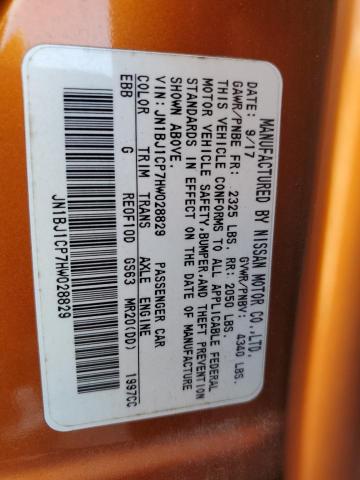 MANUFACTURED BY NISSAN MOTOR CO.,LTD.
DATE: 9/17 GVWR/PNBV: 4340 LBS.
GAWR/PNBE FR: 2325 LBS. RR: 2050 LBS.
THIS VEHICLE CONFORMS TO ALL APPLICABLE FEDERAL
MOTOR VEHICLE SAFETY,BUMPER,AND THEFT PREVENTION
STANDARDS IN EFFECT ON THE DATE OF MANUFACTURE
SHOWN ABOVE.
VIN:JN1BJ1CP7HW028829 PASSENGER CAR
COLOR TRIM TRANS AXLE ENGINE
EBB G RE0F10D GS63 MR20(DD) 1997CC
JN1BJ1CP7HW028829